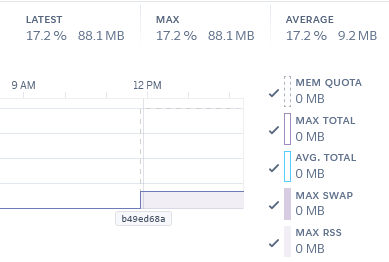 LATEST MAX AVERAGE
17.2 % 88.1 MB 17.2 % 88.1 MB 17.2 % 9.2 MB
9 AM 12 PM
MEM QUOTA
0 MB
MAX TOTAL
0 MB
AVG. TOTAL
0 MB
MAX SWAP
0 MB
MAX RSS
0 MB
b49ed68a